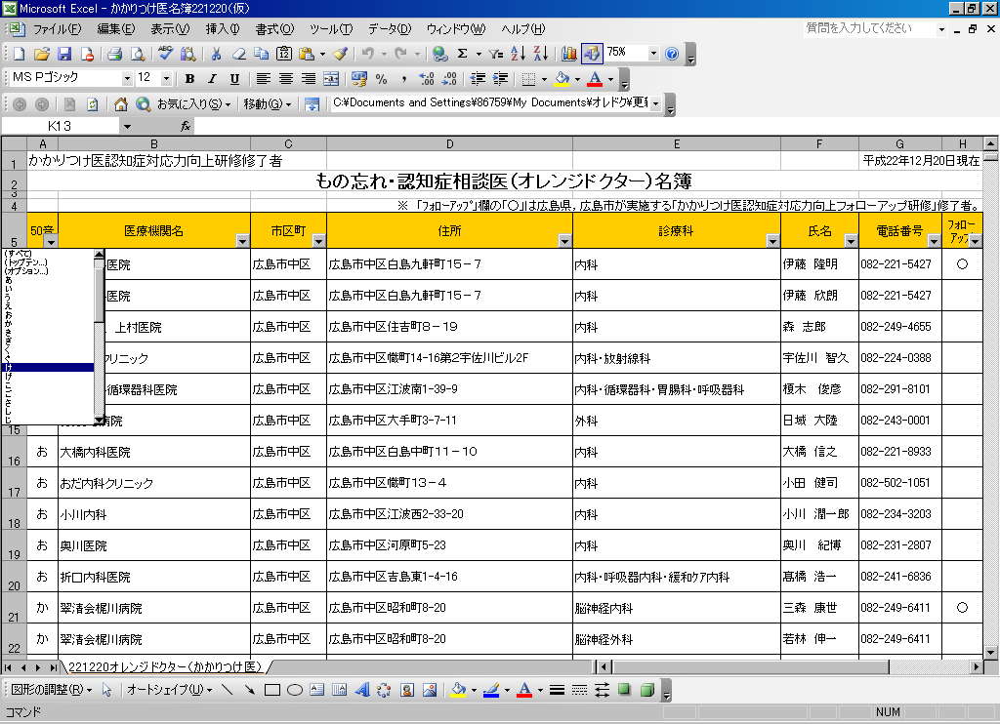 Microsoft Excel - かかりつけ医名簿221220(仮)
ファイル(F) 編集(E) 表示(V) 挿入(I) 書式(O) ツール(T) データ(D) ウィンドウ(W) ヘルプ(H) 質問を入力してください
75%
MS Pゴシック 12 B I U
お気に入り(S) 移動(G) C:¥Documents and Settings¥86759¥My Documents¥オレドク¥更新
K13 fx
A B C D E F G H
1 かかりつけ医認知症対応力向上研修修了者 平成22年12月20日現在
2 もの忘れ・認知症相談医(オレンジドクター)名簿
3
4 ※ 「フォローアップ」欄の「○」は広島県,広島市が実施する「かかりつけ医認知症対応力向上フォローアップ研修」修了者。
5 50音 医療機関名 市区町 住所 診療科 氏名 電話番号 フォローアップ
(すべて)
(トップテン...)
(オプション...)
あ
い
う
え
お
か
き
ぎ
く
ぐ
け
げ
こ
ご
さ
し
じ
医院 広島市中区 広島市中区白島九軒町15-7 内科 伊藤 隆明 082-221-5427 ○
医院 広島市中区 広島市中区白島九軒町15-7 内科 伊藤 欣朗 082-221-5427
上村医院 広島市中区 広島市中区住吉町8-19 内科 森 志郎 082-249-4655
クリニック 広島市中区 広島市中区幟町14-16第2宇佐川ビル2F 内科・放射線科 宇佐川 智久 082-224-0388
循環器科医院 広島市中区 広島市中区江波南1-39-9 内科・循環器科・胃腸科・呼吸器科 榎木 俊彦 082-291-8101
15 病院 広島市中区 広島市中区大手町3-7-11 外科 日域 大陸 082-243-0001
16 お 大橋内科医院 広島市中区 広島市中区白島中町11-10 内科 大橋 信之 082-221-8933
17 お おだ内科クリニック 広島市中区 広島市中区幟町13-4 内科 小田 健司 082-502-1051
18 お 小川内科 広島市中区 広島市中区江波西2-33-20 内科 小川 潤一郎 082-234-3203
19 お 奥川医院 広島市中区 広島市中区河原町5-23 内科 奥川 紀博 082-231-2807
20 お 折口内科医院 広島市中区 広島市中区吉島東1-4-16 内科・呼吸器内科・緩和ケア内科 髙橋 浩一 082-241-6836
21 か 翠清会梶川病院 広島市中区 広島市中区昭和町8-20 脳神経内科 三森 康世 082-249-6411 ○
22 か 翠清会梶川病院 広島市中区 広島市中区昭和町8-20 脳神経外科 若林 伸一 082-249-6411
221220オレンジドクター(かかりつけ医)
図形の調整(R) オートシェイプ(U)
コマンド NUM